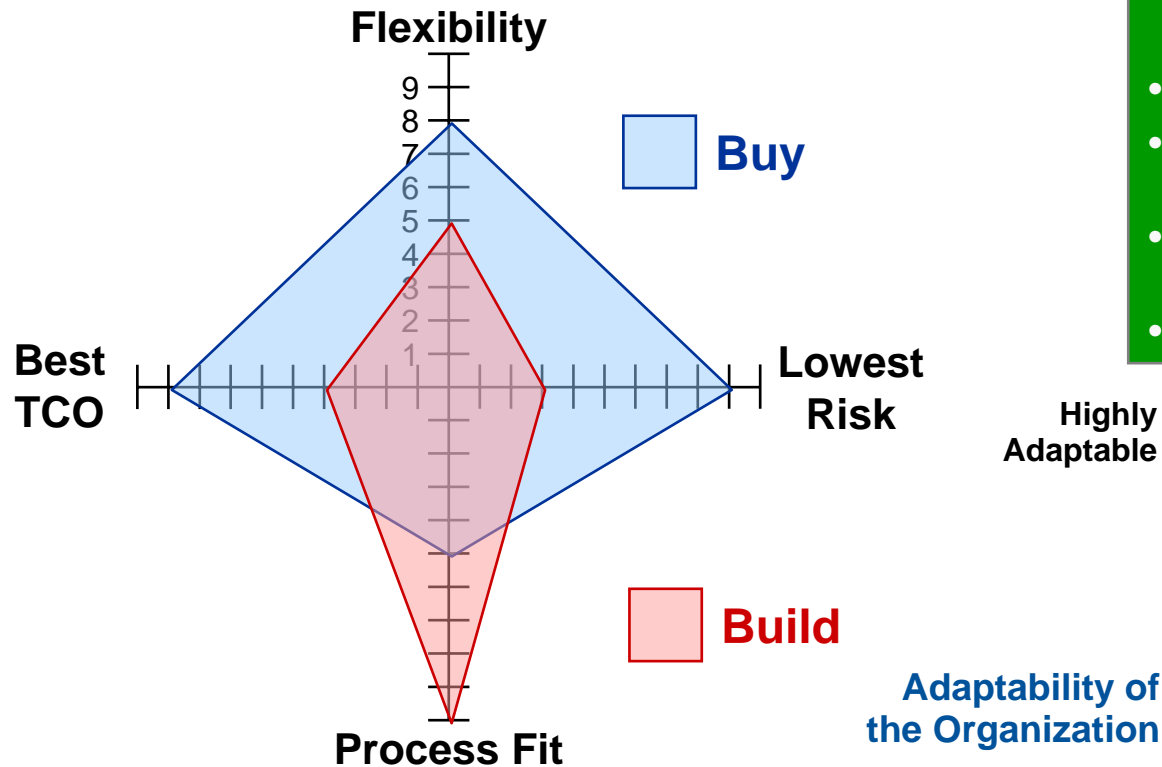 Flexibility
9
8
7
6
5
4
3
2
1
Buy
Best
TCO
Lowest
Risk
Highly
Adaptable
Build
Adaptability of
the Organization
Process Fit